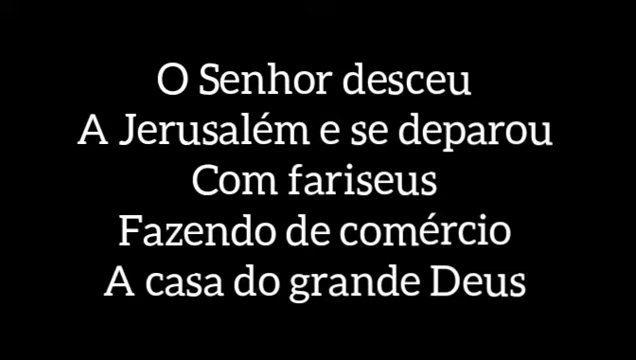 O Senhor desceu
A Jerusalém e se deparou
Com fariseus
Fazendo de comércio
A casa do grande Deus